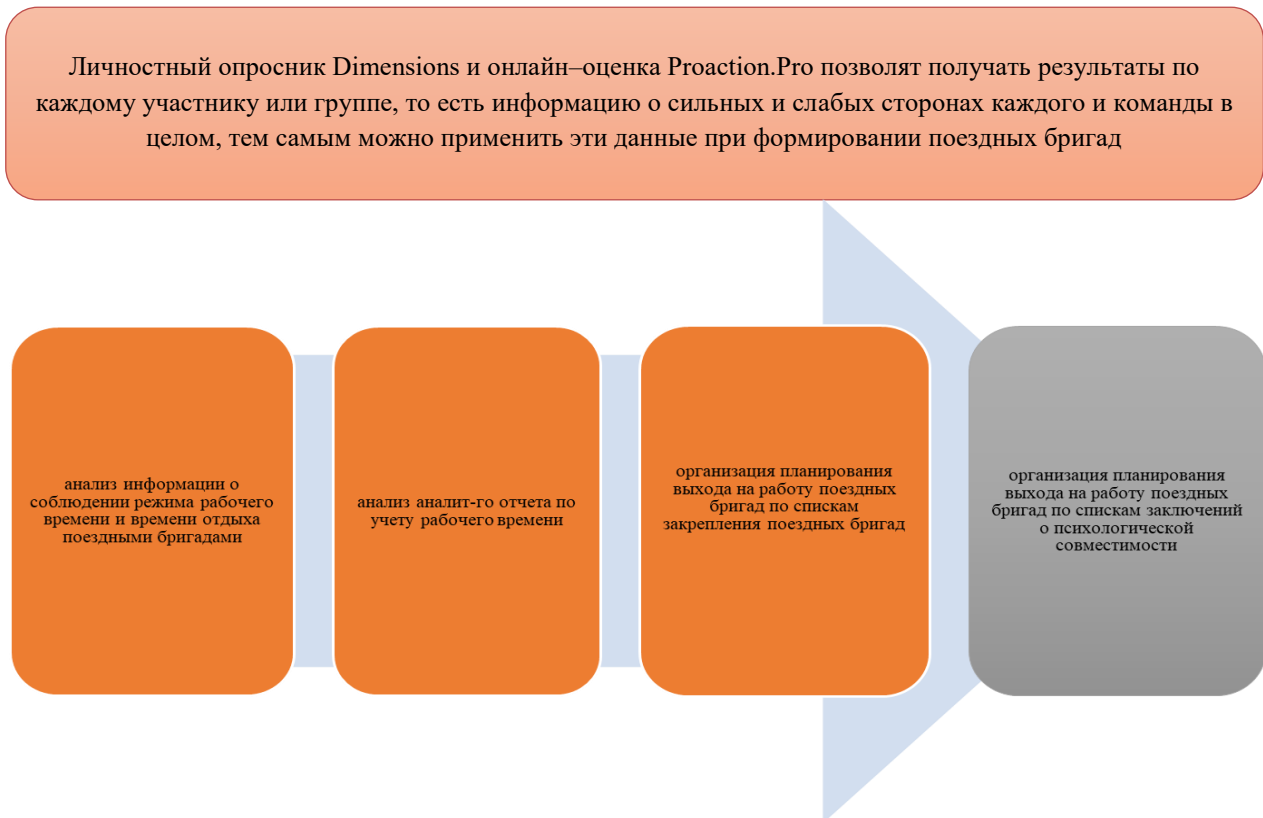 Личностный опросник Dimensions и онлайн–оценка Proaction.Pro позволят получать результаты по
каждому участнику или группе, то есть информацию о сильных и слабых сторонах каждого и команды в
целом, тем самым можно применить эти данные при формировании поездных бригад
анализ информации о
соблюдении режима рабочего
времени и времени отдыха
поездными бригадами
анализ аналит-го отчета по
учету рабочего времени
организация планирования
выхода на работу поездных
бригад по спискам
закрепления поездных бригад
организация планирования
выхода на работу поездных
бригад по спискам заключений
о психологической
совместимости